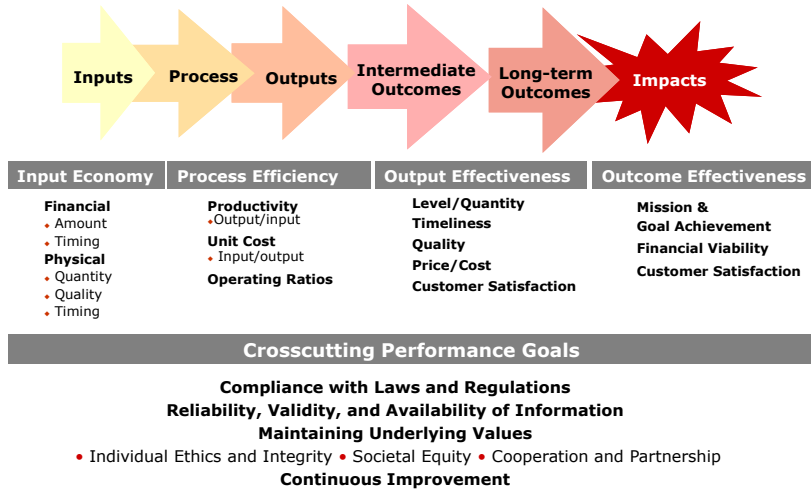 Inputs
Process
Outputs
Intermediate
Outcomes
Long-term
Outcomes
Impacts
Input Economy
Financial
• Amount
• Timing
Physical
• Quantity
• Quality
• Timing
Process Efficiency
Productivity
•Output/input
Unit Cost
• Input/output
Operating Ratios
Output Effectiveness
Level/Quantity
Timeliness
Quality
Price/Cost
Customer Satisfaction
Outcome Effectiveness
Mission &
Goal Achievement
Financial Viability
Customer Satisfaction
Crosscutting Performance Goals
Compliance with Laws and Regulations
Reliability, Validity, and Availability of Information
Maintaining Underlying Values
• Individual Ethics and Integrity • Societal Equity • Cooperation and Partnership
Continuous Improvement